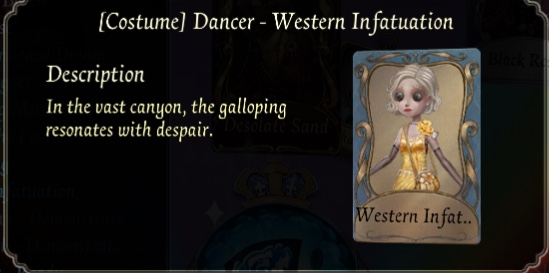 [Costume] Dancer - Western Infatuation
Description
In the vast canyon, the galloping
resonates with despair.
Desolate Sand
Western Infat..